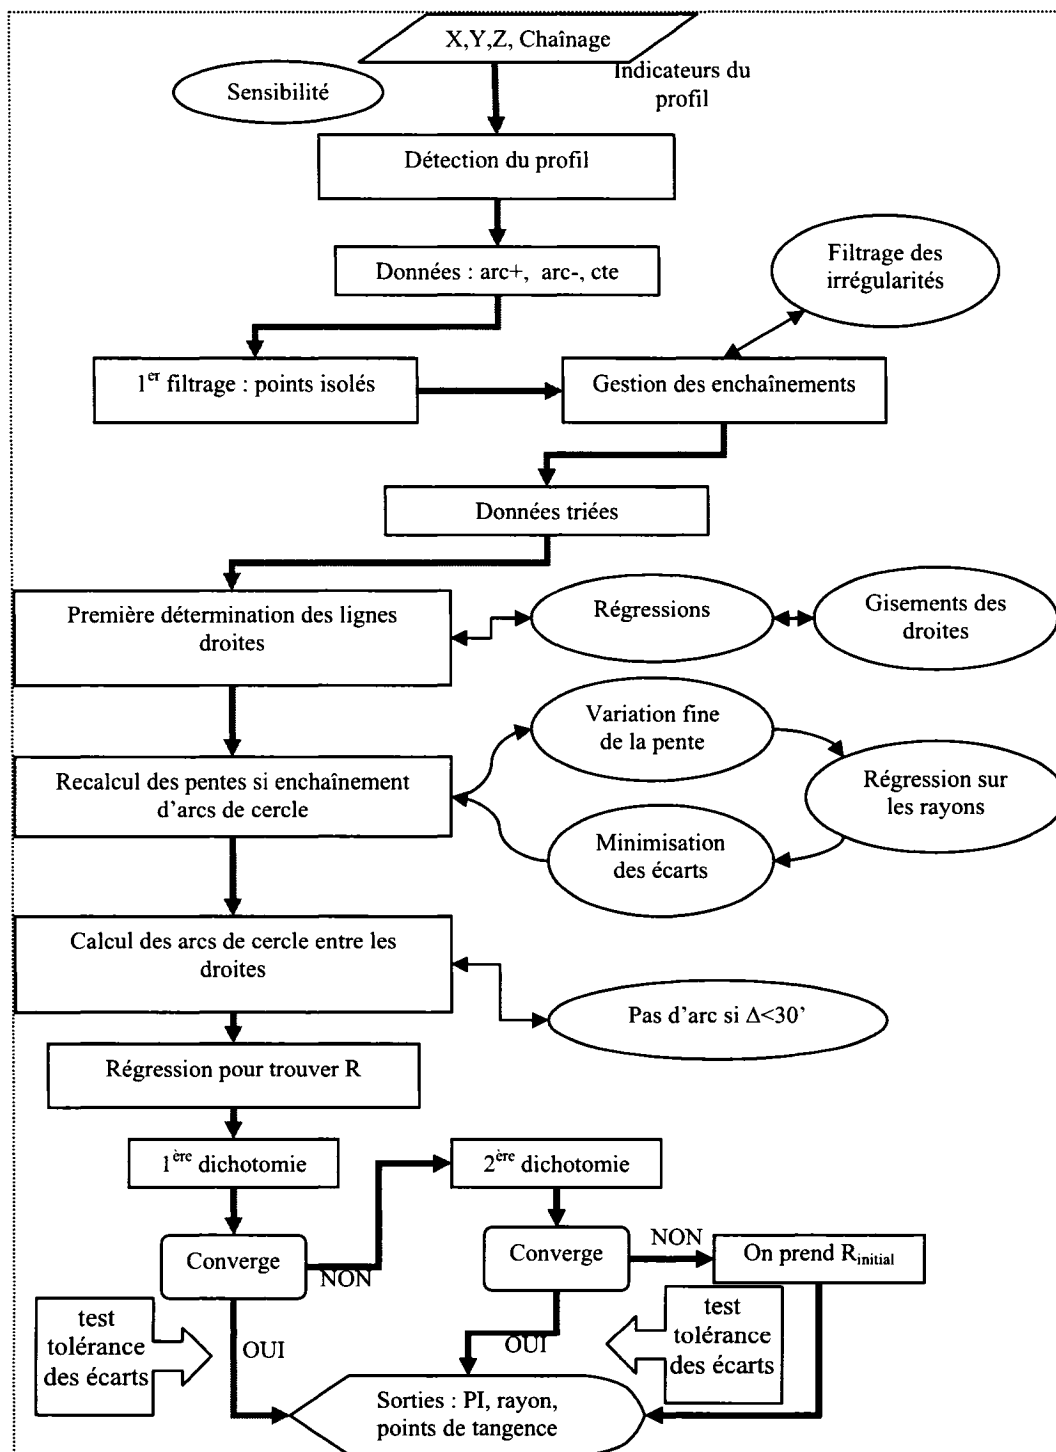 X,Y,Z, Chaînage
Indicateurs du
profil
Sensibilité
Détection du profil
Données : arc+, arc-, cte
Filtrage des
irrégularités
1er filtrage : points isolés
Gestion des enchaînements
Données triées
Première détermination des lignes
droites
Régressions
Gisements des
droites
Variation fine
de la pente
Recalcul des pentes si enchaînement
d'arcs de cercle
Régression sur
les rayons
Minimisation
des écarts
Calcul des arcs de cercle entre les
droites
Pas d'arc si Δ<30’
Régression pour trouver R
1ère dichotomie
2ère dichotomie
Converge
NON
Converge
NON
On prend Rinitial
test
tolérance
des écarts
OUI
OUI
test
tolérance
des écarts
Sorties : PI, rayon,
points de tangence